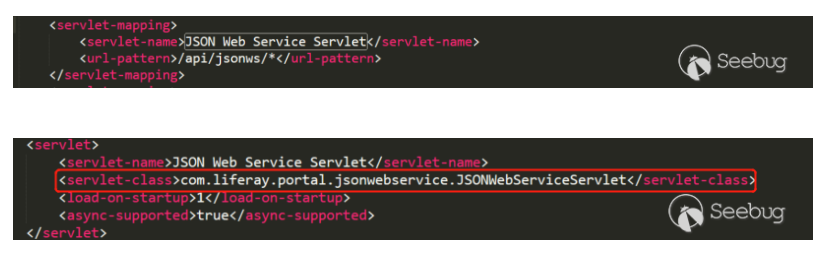 <servlet-mapping>
<servlet-name>JSON Web Service Servlet</servlet-name>
<url-pattern>/api/jsonws/*</url-pattern>
</servlet-mapping>
Seebug
<servlet>
<servlet-name>JSON Web Service Servlet</servlet-name>
<servlet-class>com.liferay.portal.jsonwebservice.JSONWebServiceServlet</servlet-class>
<load-on-startup>1</load-on-startup>
<async-supported>true</async-supported>
</servlet>
Seebug